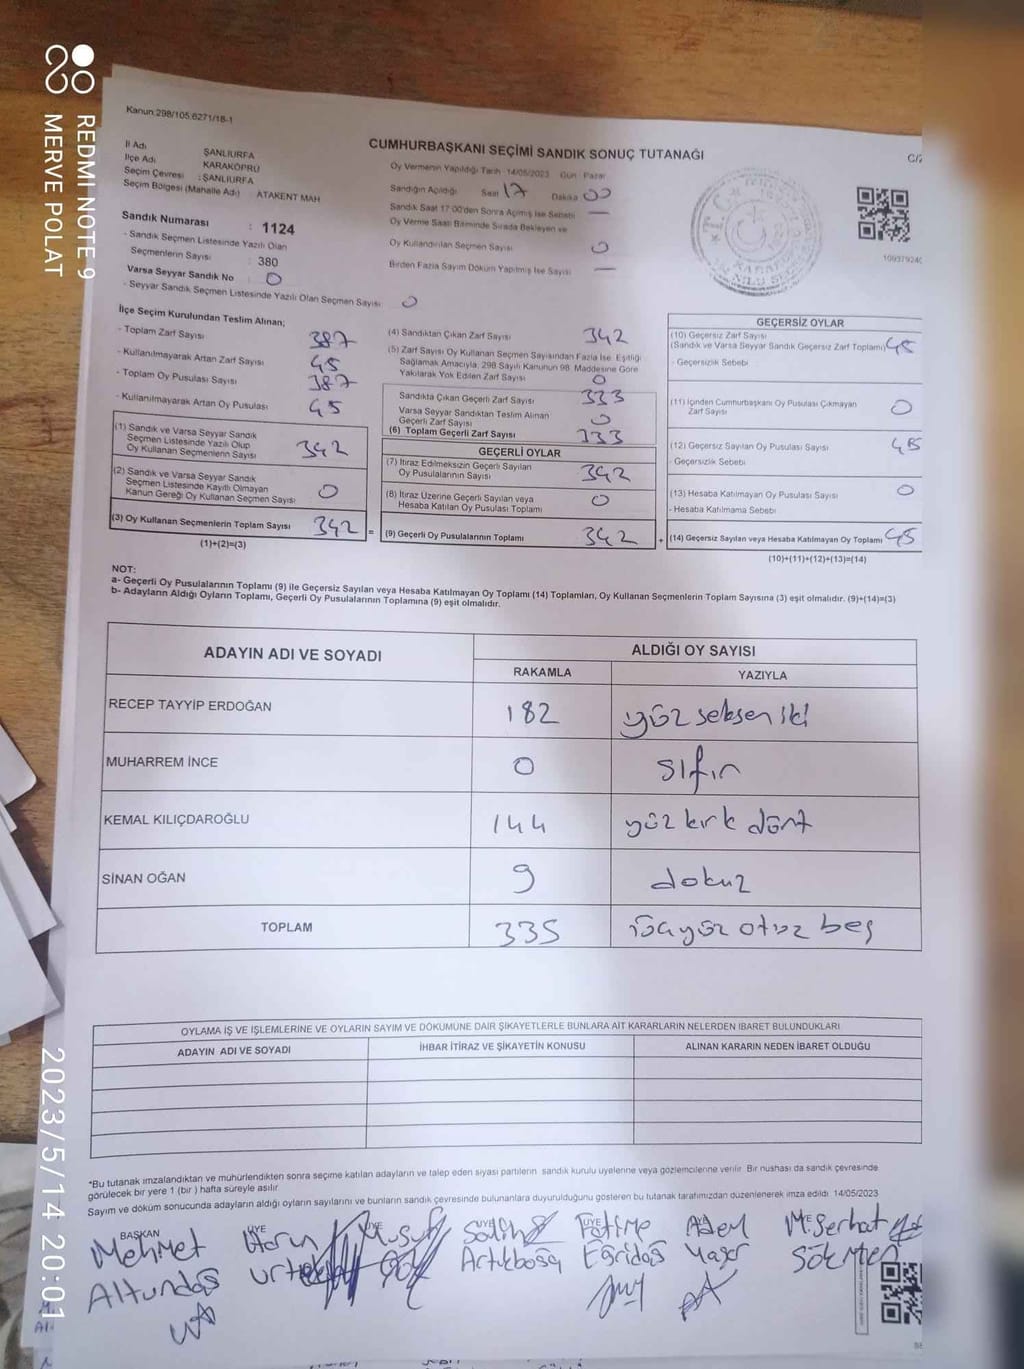 Kanun 298/105.6271/18-1
CUMHURBAŞKANI SEÇİMİ SANDIK SONUÇ TUTANAĞI
İl Adı ŞANLIURFA
İlçe Adı KARAKÖPRÜ
Seçim Çevresi : ŞANLIURFA
Seçim Bölgesi (Mahalle Adı) : ATAKENT MAH
Oy Vermenin Yapıldığı Tarih 14/05/2023 Gün Pazar
Sandığın Açıldığı Saat 17 Dakika 00
Sandık Saat 17.00'den Sonra Açılmış İse Sebebi —
Oy Verme Saati Bitiminde Sırada Bekleyen ve
Oy Kullandırılan Seçmen Sayısı 0
Birden Fazla Sayım Döküm Yapılmış İse Sayısı —
Sandık Numarası : 1124
- Sandık Seçmen Listesinde Yazılı Olan
Seçmenlerin Sayısı : 380
Varsa Seyyar Sandık No : 0
- Seyyar Sandık Seçmen Listesinde Yazılı Olan Seçmen Sayısı 0
İlçe Seçim Kurulundan Teslim Alınan;
- Toplam Zarf Sayısı 387
- Kullanılmayarak Artan Zarf Sayısı 45
- Toplam Oy Pusulası Sayısı 387
- Kullanılmayarak Artan Oy Pusulası 45
(1) Sandık ve Varsa Seyyar Sandık
Seçmen Listesinde Yazılı Olup
Oy Kullanan Seçmenlerin Sayısı 342
(2) Sandık ve Varsa Seyyar Sandık
Seçmen Listesinde Kayıtlı Olmayan
Kanun Gereği Oy Kullanan Seçmen Sayısı 0
(3) Oy Kullanan Seçmenlerin Toplam Sayısı 342 =
(1)+(2)=(3)
(4) Sandıktan Çıkan Zarf Sayısı 342
(5) Zarf Sayısı Oy Kullanan Seçmen Sayısından Fazla İse, Eşitliği
Sağlamak Amacıyla, 298 Sayılı Kanunun 98. Maddesine Göre
Yakılarak Yok Edilen Zarf Sayısı 0
Sandıkta Çıkan Geçerli Zarf Sayısı 333
Varsa Seyyar Sandıktan Teslim Alınan
Geçerli Zarf Sayısı 0
(6) Toplam Geçerli Zarf Sayısı 333
GEÇERLİ OYLAR
(7) İtiraz Edilmeksizin Geçerli Sayılan
Oy Pusulalarının Sayısı 342
(8) İtiraz Üzerine Geçerli Sayılan veya
Hesaba Katılan Oy Pusulası Toplamı 0
(9) Geçerli Oy Pusulalarının Toplamı 342 +
GEÇERSİZ OYLAR
(10) Geçersiz Zarf Sayısı
(Sandık ve Varsa Seyyar Sandık Geçersiz Zarf Toplamı) 45
- Geçersizlik Sebebi
(11) İçinden Cumhurbaşkanı Oy Pusulası Çıkmayan
Zarf Sayısı 0
(12) Geçersiz Sayılan Oy Pusulası Sayısı 45
- Geçersizlik Sebebi
(13) Hesaba Katılmayan Oy Pusulası Sayısı 0
- Hesaba Katılmama Sebebi
(14) Geçersiz Sayılan veya Hesaba Katılmayan Oy Toplamı 45
(10)+(11)+(12)+(13)=(14)
NOT:
a- Geçerli Oy Pusulalarının Toplamı (9) ile Geçersiz Sayılan veya Hesaba Katılmayan Oy Toplamı (14) Toplamları, Oy Kullanan Seçmenlerin Toplam Sayısına (3) eşit olmalıdır. (9)+(14)=(3)
b- Adayların Aldığı Oyların Toplamı, Geçerli Oy Pusulalarının Toplamına (9) eşit olmalıdır.
ADAYIN ADI VE SOYADI ALDIĞI OY SAYISI
RAKAMLA YAZIYLA
RECEP TAYYİP ERDOĞAN 182 yüz seksen iki
MUHARREM İNCE 0 sıfır
KEMAL KILIÇDAROĞLU 144 yüz kırk dört
SİNAN OĞAN 9 dokuz
TOPLAM 335 üçyüz otuz beş
OYLAMA İŞ VE İŞLEMLERİNE VE OYLARIN SAYIM VE DÖKÜMÜNE DAİR ŞİKAYETLERLE BUNLARA AİT KARARLARIN NELERDEN İBARET BULUNDUKLARI
ADAYIN ADI VE SOYADI İHBAR İTİRAZ VE ŞİKAYETİN KONUSU ALINAN KARARIN NEDEN İBARET OLDUĞU
*Bu tutanak imzalandıktan ve mühürlendikten sonra seçime katılan adayların ve talep eden siyasi partilerin sandık kurulu üyelerine veya gözlemcilerine verilir. Bir nushası da sandık çevresinde
görülecek bir yere 1 (bir) hafta süreyle asılır.
Sayım ve döküm sonucunda adayların aldığı oyların sayılarını ve bunların sandık çevresinde bulunanlara duyurulduğunu gösteren bu tutanak tarafımızdan düzenlenerek imza edildi. 14/05/2023
BAŞKAN ÜYE ÜYE ÜYE ÜYE
Mehmet Yusuf Salih Fatime Adem M.Serhat
Altundaş Artukboğa Eğridaş Yaşar Sökmen
REDMI NOTE 9
MERVE POLAT
2023/5/14 20:01